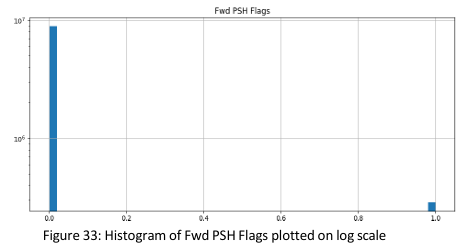 Fwd PSH Flags
10⁷
10⁶
0.0 0.2 0.4 0.6 0.8 1.0
Figure 33: Histogram of Fwd PSH Flags plotted on log scale